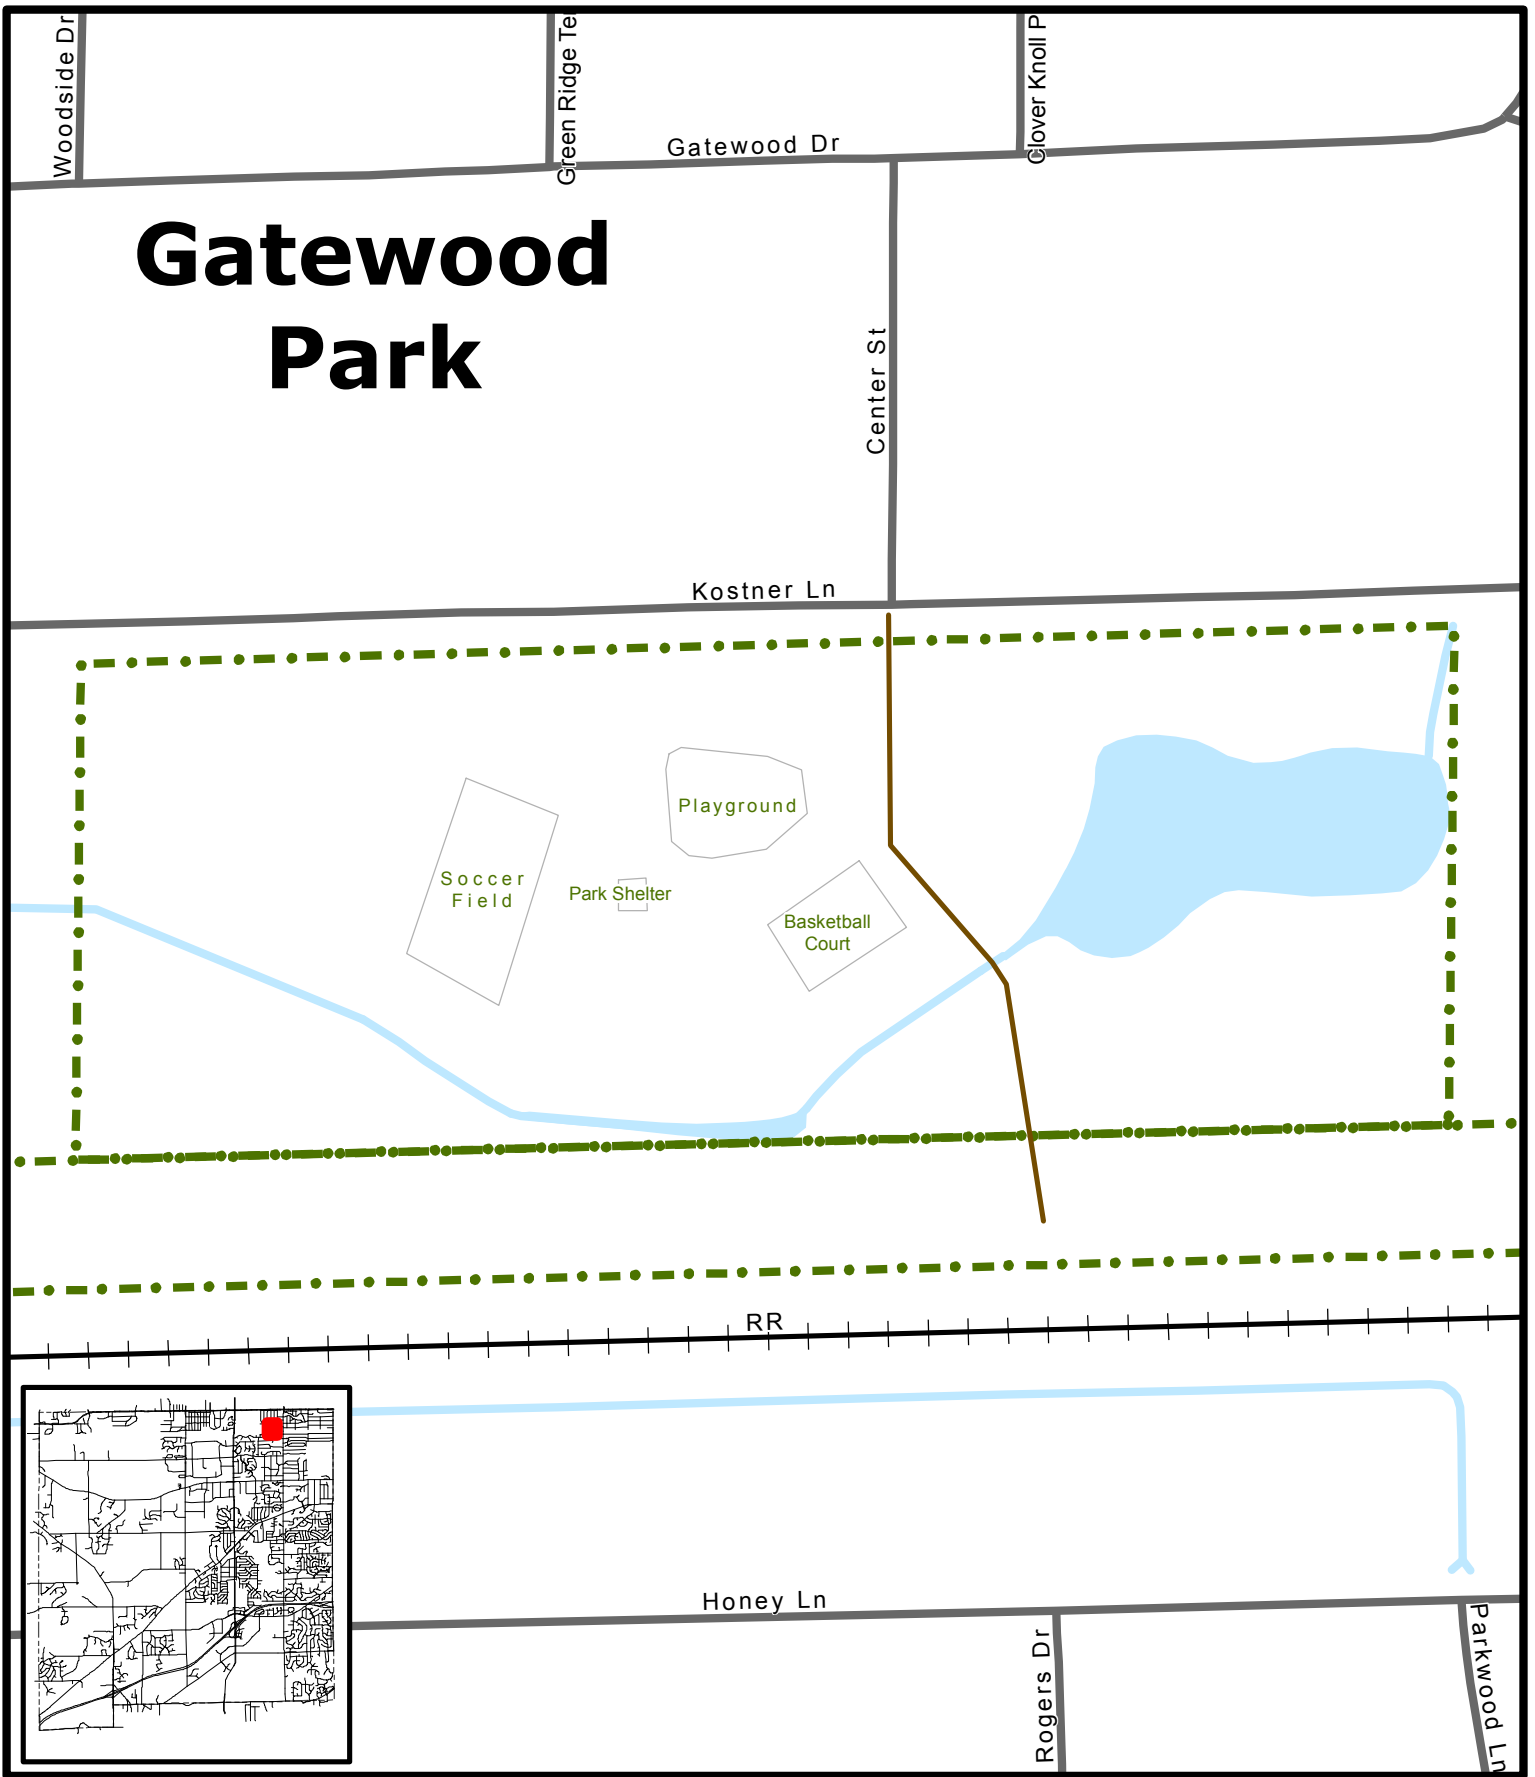 Woodside Dr
Green Ridge Te
Clover Knoll P
Gatewood Dr
Gatewood
Park
Center St
Kostner Ln
Playground
Soccer
Field
Park Shelter
Basketball
Court
RR
Honey Ln
Rogers Dr
Parkwood Ln